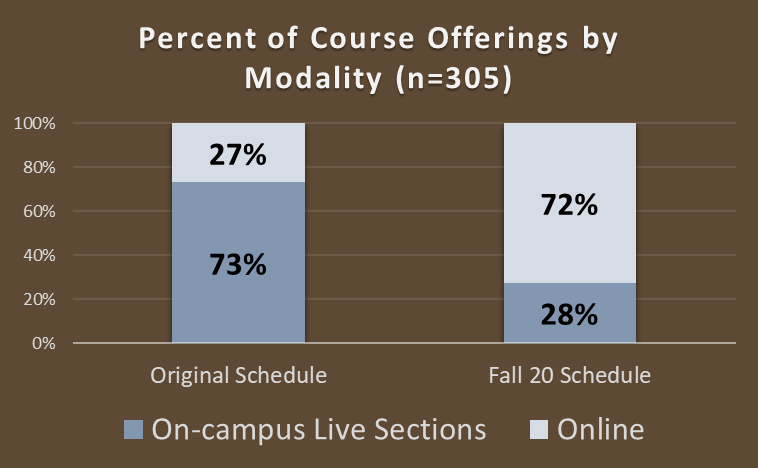 Percent of Course Offerings by
Modality (n=305)
100%
80%
60%
40%
20%
0%
27%
73%
72%
28%
Original Schedule
Fall 20 Schedule
On-campus Live Sections
Online